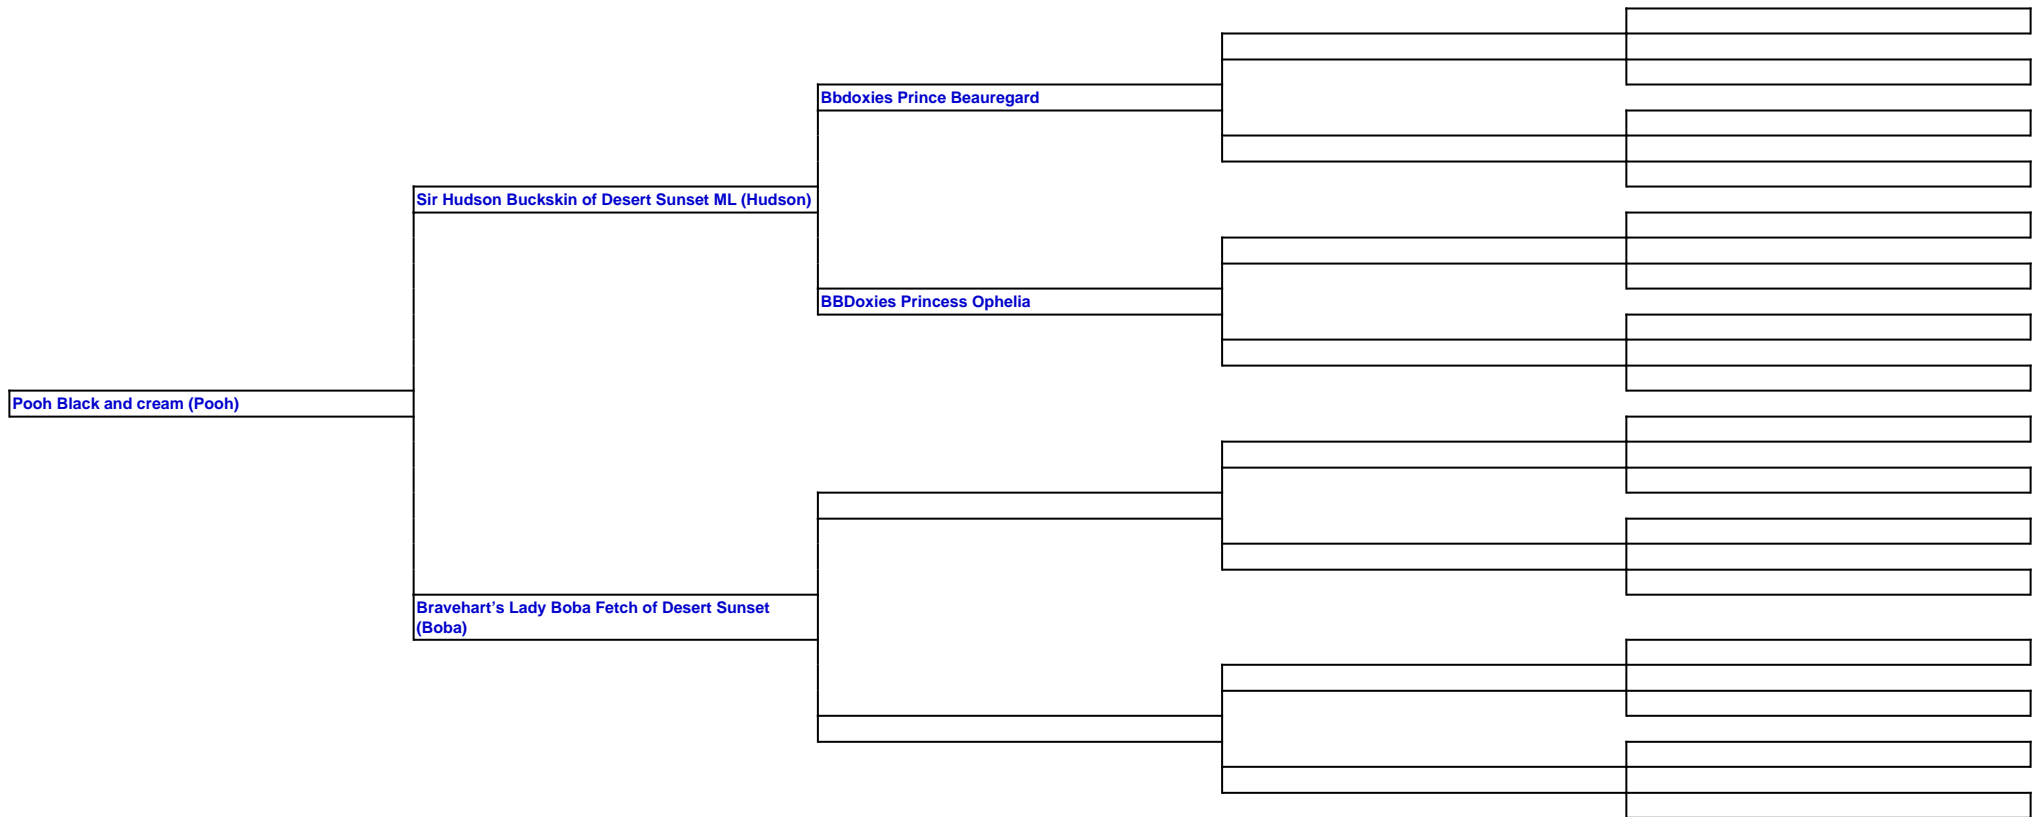 Bbdoxies Prince Beauregard
Sir Hudson Buckskin of Desert Sunset ML (Hudson)
BBDoxies Princess Ophelia
Pooh Black and cream (Pooh)
Bravehart’s Lady Boba Fetch of Desert Sunset
(Boba)